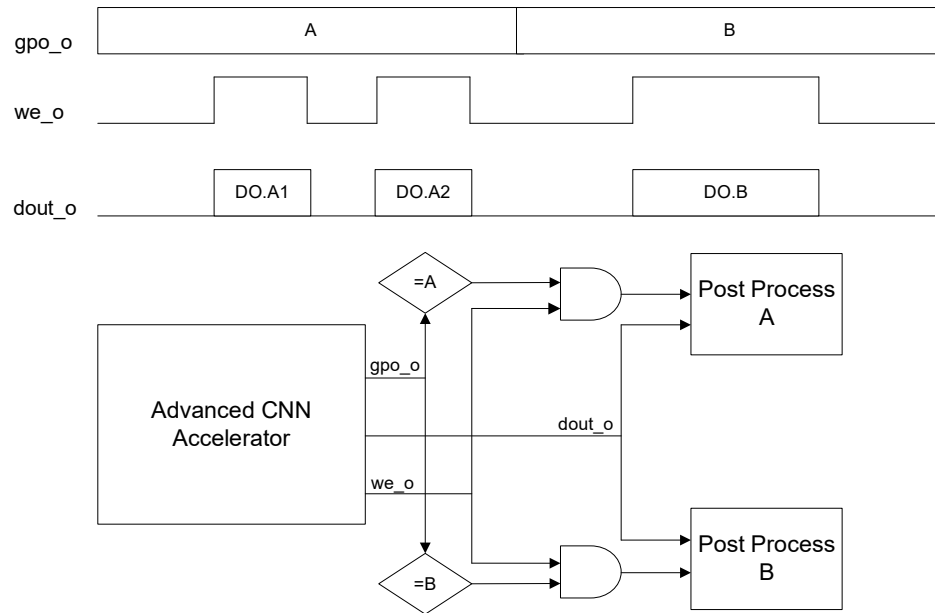 gpo_o
A
B
we_o
dout_o
DO.A1
DO.A2
DO.B
=A
Post Process
A
gpo_o
Advanced CNN
Accelerator
dout_o
we_o
=B
Post Process
B